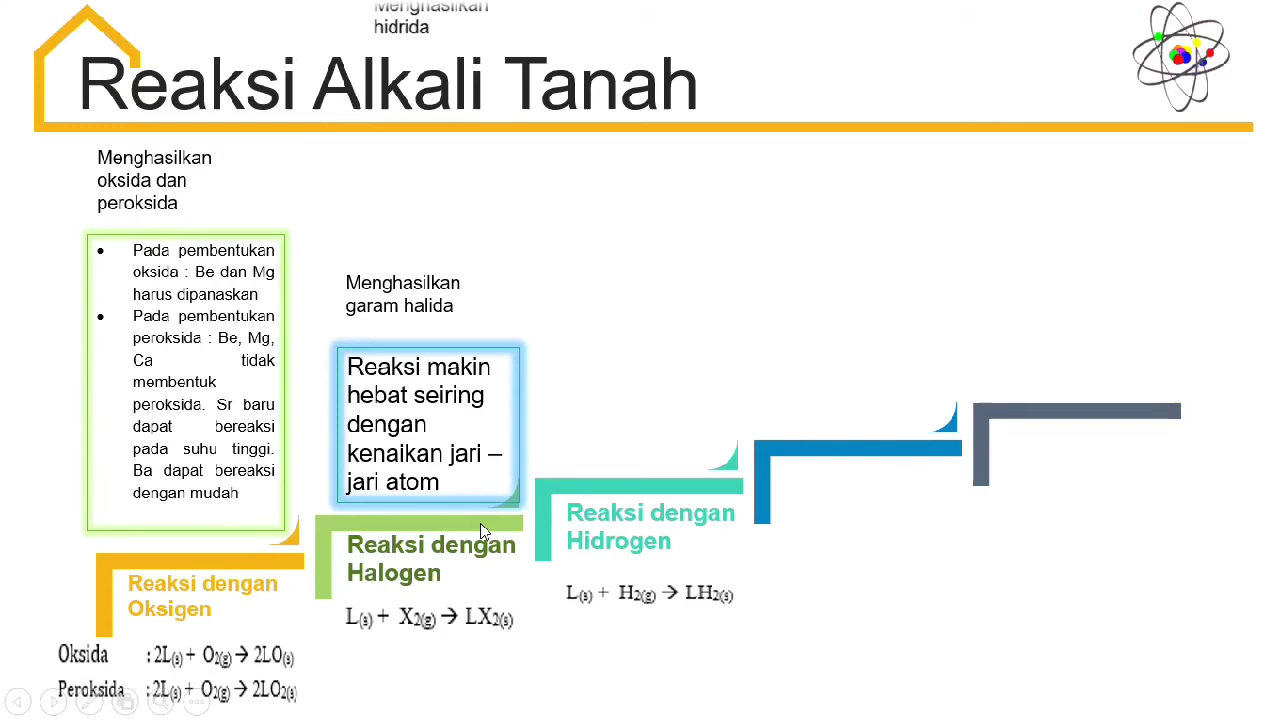 Menghasilkan
hidrida
Reaksi Alkali Tanah
Menghasilkan
oksida dan
peroksida
• Pada pembentukan
oksida : Be dan Mg
harus dipanaskan
• Pada pembentukan
peroksida : Be, Mg,
Ca tidak
membentuk
peroksida. Sr baru
dapat bereaksi
pada suhu tinggi.
Ba dapat bereaksi
dengan mudah
Reaksi dengan
Oksigen
Oksida : 2L(s) + O2(g) → 2LO(s)
Peroksida : 2L(s) + O2(g) → 2LO2(s)
Menghasilkan
garam halida
Reaksi makin
hebat seiring
dengan
kenaikan jari –
jari atom
Reaksi dengan
Halogen
L(s) + X2(g) → LX2(s)
Reaksi dengan
Hidrogen
L(s) + H2(g) → LH2(s)